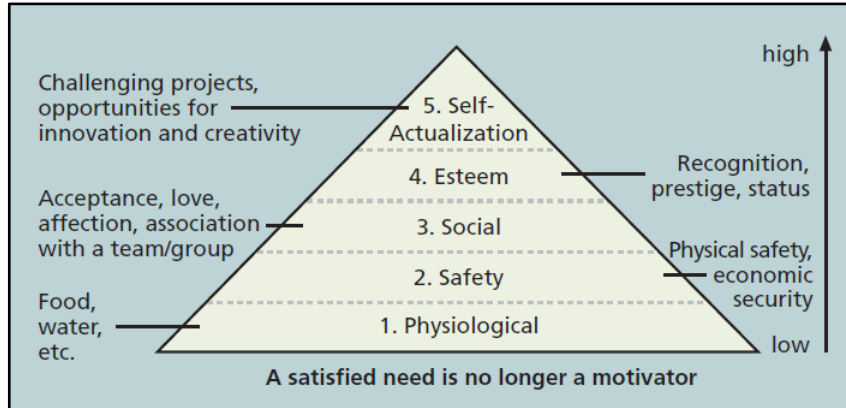 high
Challenging projects,
opportunities for
innovation and creativity
5. Self-
Actualization
Recognition,
prestige, status
4. Esteem
Acceptance, love,
affection, association
with a team/group
3. Social
Physical safety,
economic
security
2. Safety
Food,
water,
etc.
1. Physiological
low
A satisfied need is no longer a motivator